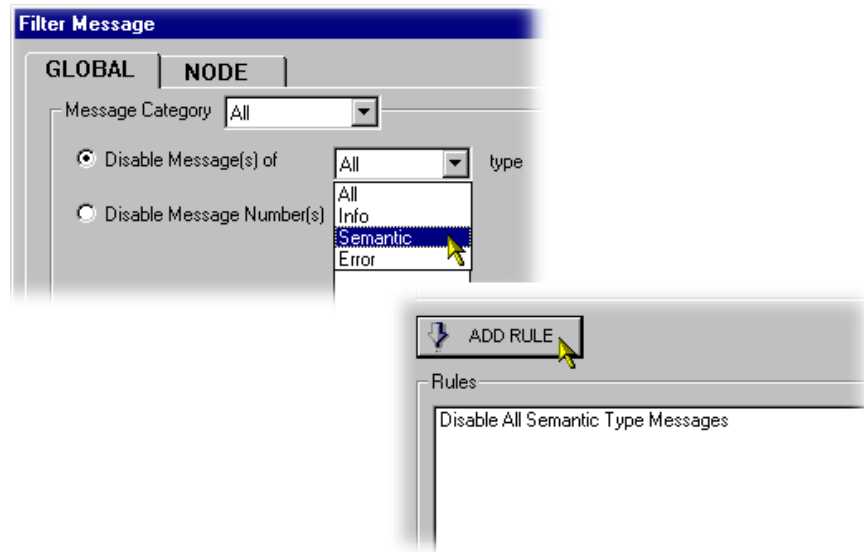 Filter Message
GLOBAL NODE
Message Category All
Disable Message(s) of All type
All
Disable Message Number(s) Info
Semantic
Error
ADD RULE
Rules
Disable All Semantic Type Messages